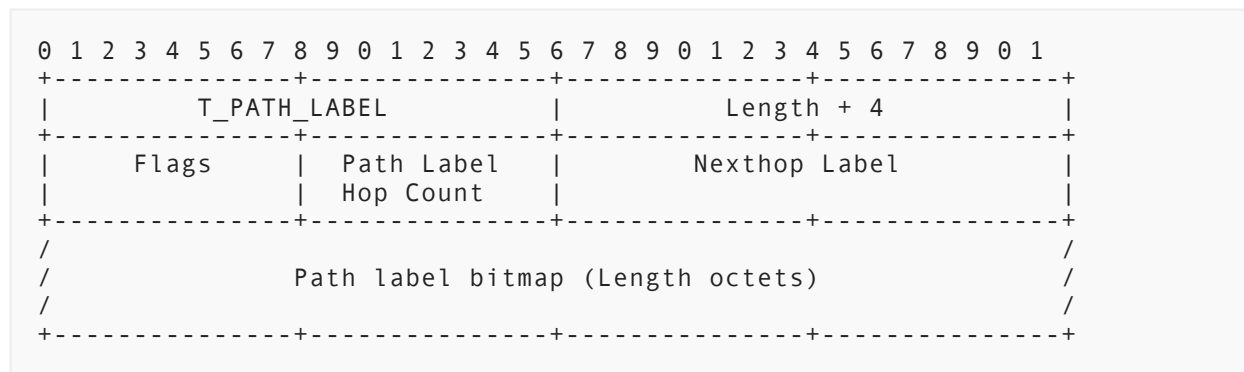 0 1 2 3 4 5 6 7 8 9 0 1 2 3 4 5 6 7 8 9 0 1 2 3 4 5 6 7 8 9 0 1
+---------------+---------------+---------------+---------------+
|          T_PATH_LABEL         |          Length + 4           |
+---------------+---------------+---------------+---------------+
|     Flags     |  Path Label   |        Nexthop Label          |
|               |  Hop Count    |                               |
+---------------+---------------+---------------+---------------+
/                                                               /
/               Path label bitmap (Length octets)               /
/                                                               /
+---------------+---------------+---------------+---------------+